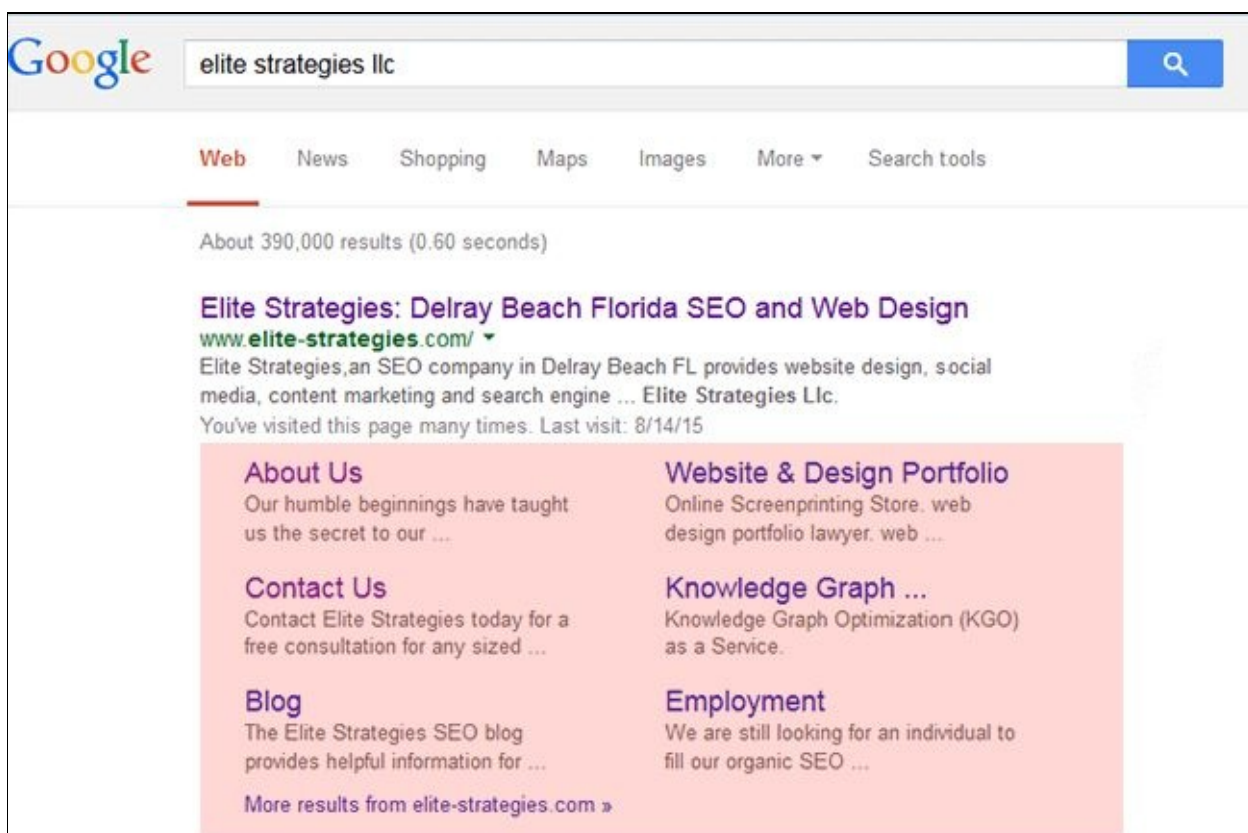 Google
elite strategies llc
Web News Shopping Maps Images More Search tools
About 390,000 results (0.60 seconds)
Elite Strategies: Delray Beach Florida SEO and Web Design
www.elite-strategies.com/
Elite Strategies,an SEO company in Delray Beach FL provides website design, social
media, content marketing and search engine ... Elite Strategies Llc.
You've visited this page many times. Last visit: 8/14/15
About Us
Our humble beginnings have taught
us the secret to our ...
Website & Design Portfolio
Online Screenprinting Store. web
design portfolio lawyer. web ...
Contact Us
Contact Elite Strategies today for a
free consultation for any sized ...
Knowledge Graph ...
Knowledge Graph Optimization (KGO)
as a Service.
Blog
The Elite Strategies SEO blog
provides helpful information for ...
Employment
We are still looking for an individual to
fill our organic SEO ...
More results from elite-strategies.com »